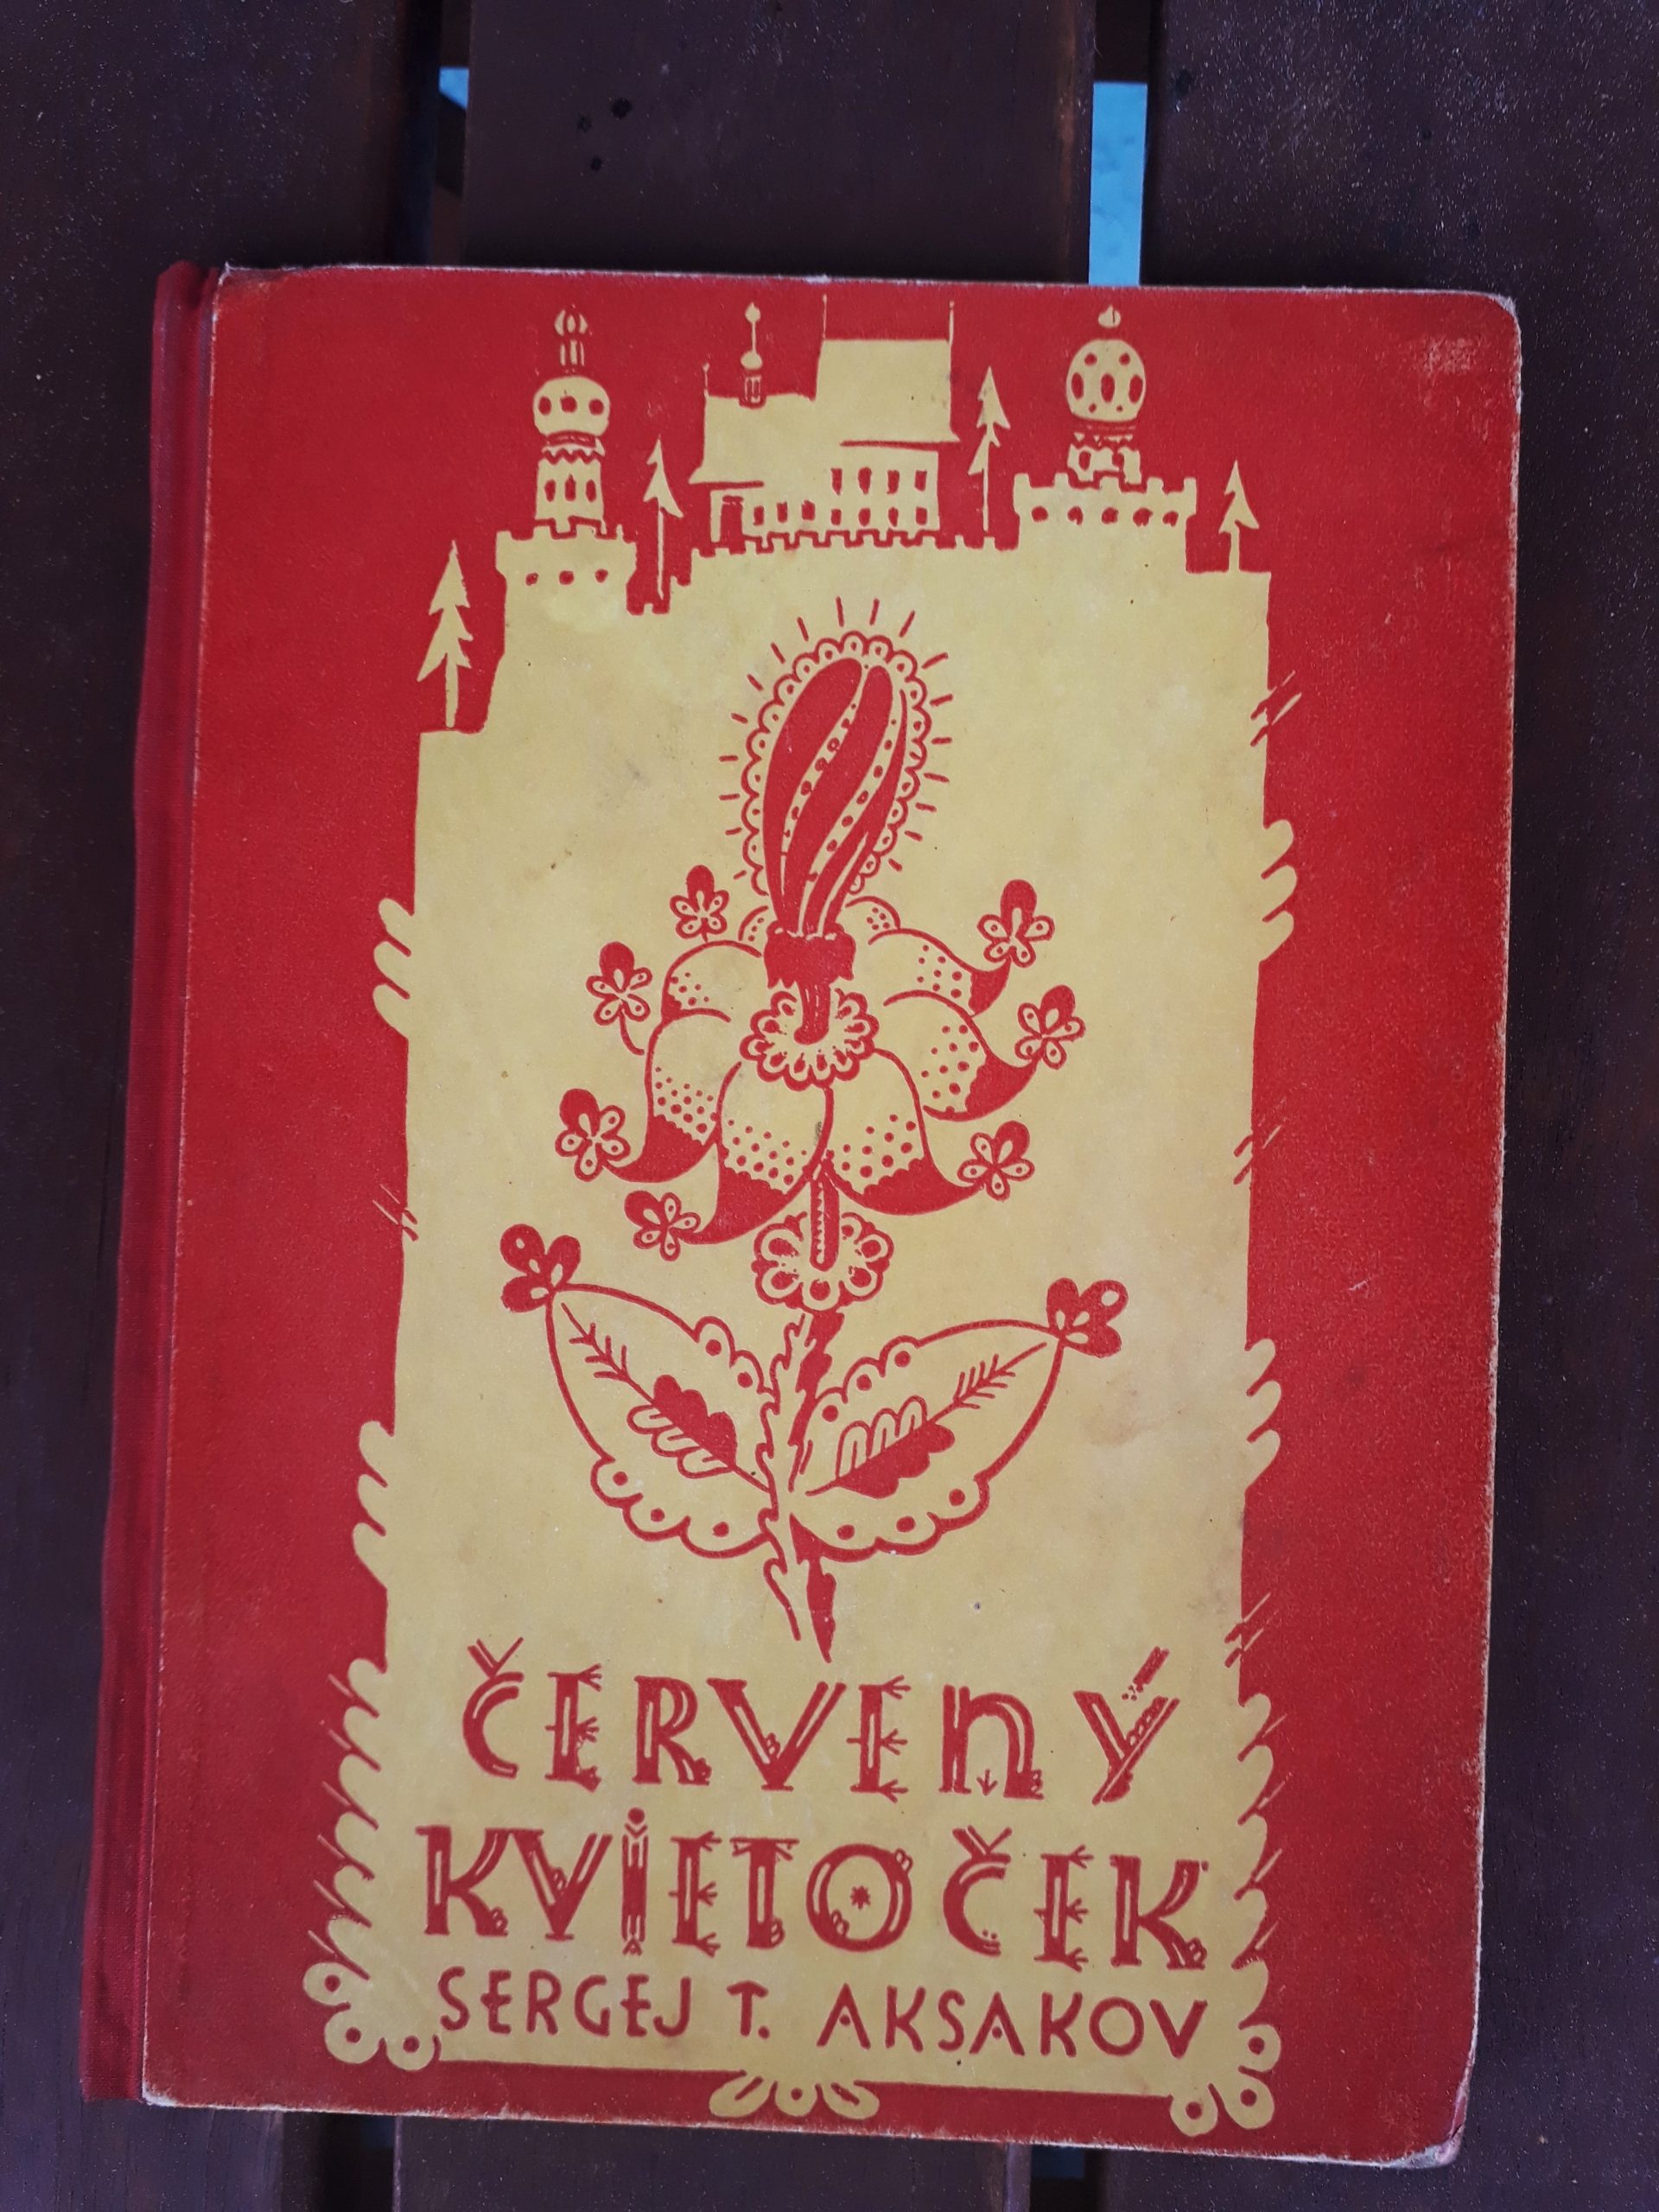 ČERVENÝ
KVIETOČEK
SERGEJ T. AKSAKOV